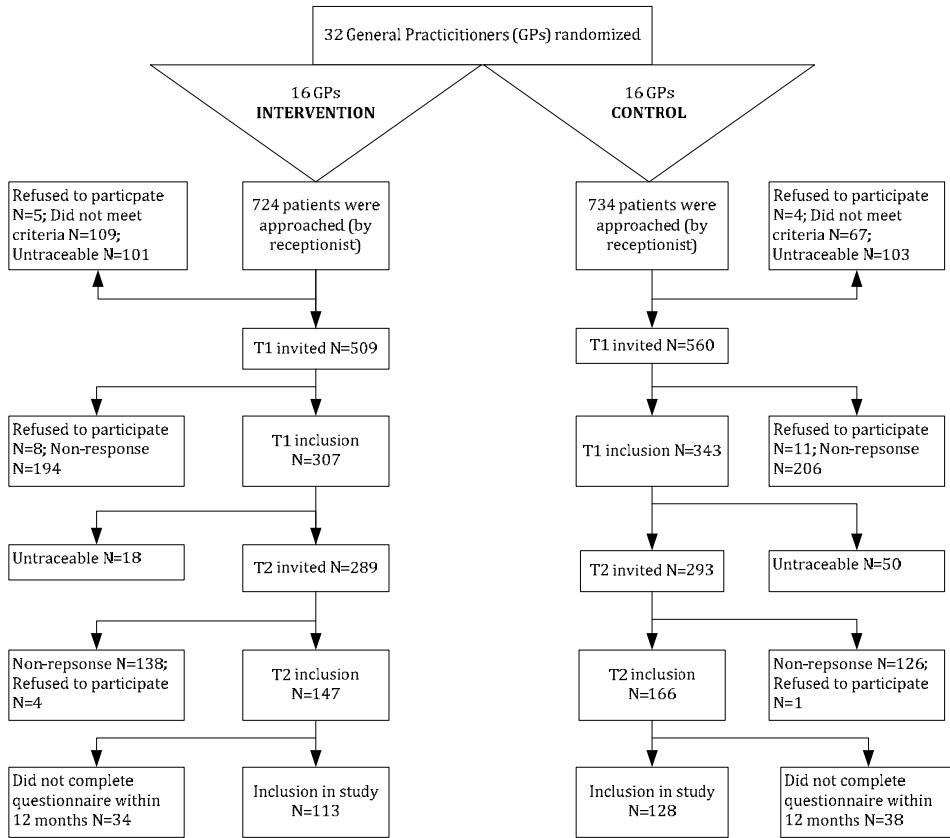 32 General Practicitioners (GPs) randomized
16 GPs
INTERVENTION
16 GPs
CONTROL
Refused to particpate
N=5; Did not meet
criteria N=109;
Untraceable N=101
724 patients were
approached (by
receptionist)
734 patients were
approached (by
receptionist)
Refused to participate
N=4; Did not meet
criteria N=67;
Untraceable N=103
T1 invited N=509
T1 invited N=560
Refused to participate
N=8; Non-response
N=194
T1 inclusion
N=307
T1 inclusion N=343
Refused to participate
N=11; Non-repsonse
N=206
Untraceable N=18
T2 invited N=289
T2 invited N=293
Untraceable N=50
Non-repsonse N=138;
Refused to participate
N=4
T2 inclusion
N=147
T2 inclusion
N=166
Non-repsonse N=126;
Refused to participate
N=1
Did not complete
questionnaire within
12 months N=34
Inclusion in study
N=113
Inclusion in study
N=128
Did not complete
questionnaire within
12 months N=38